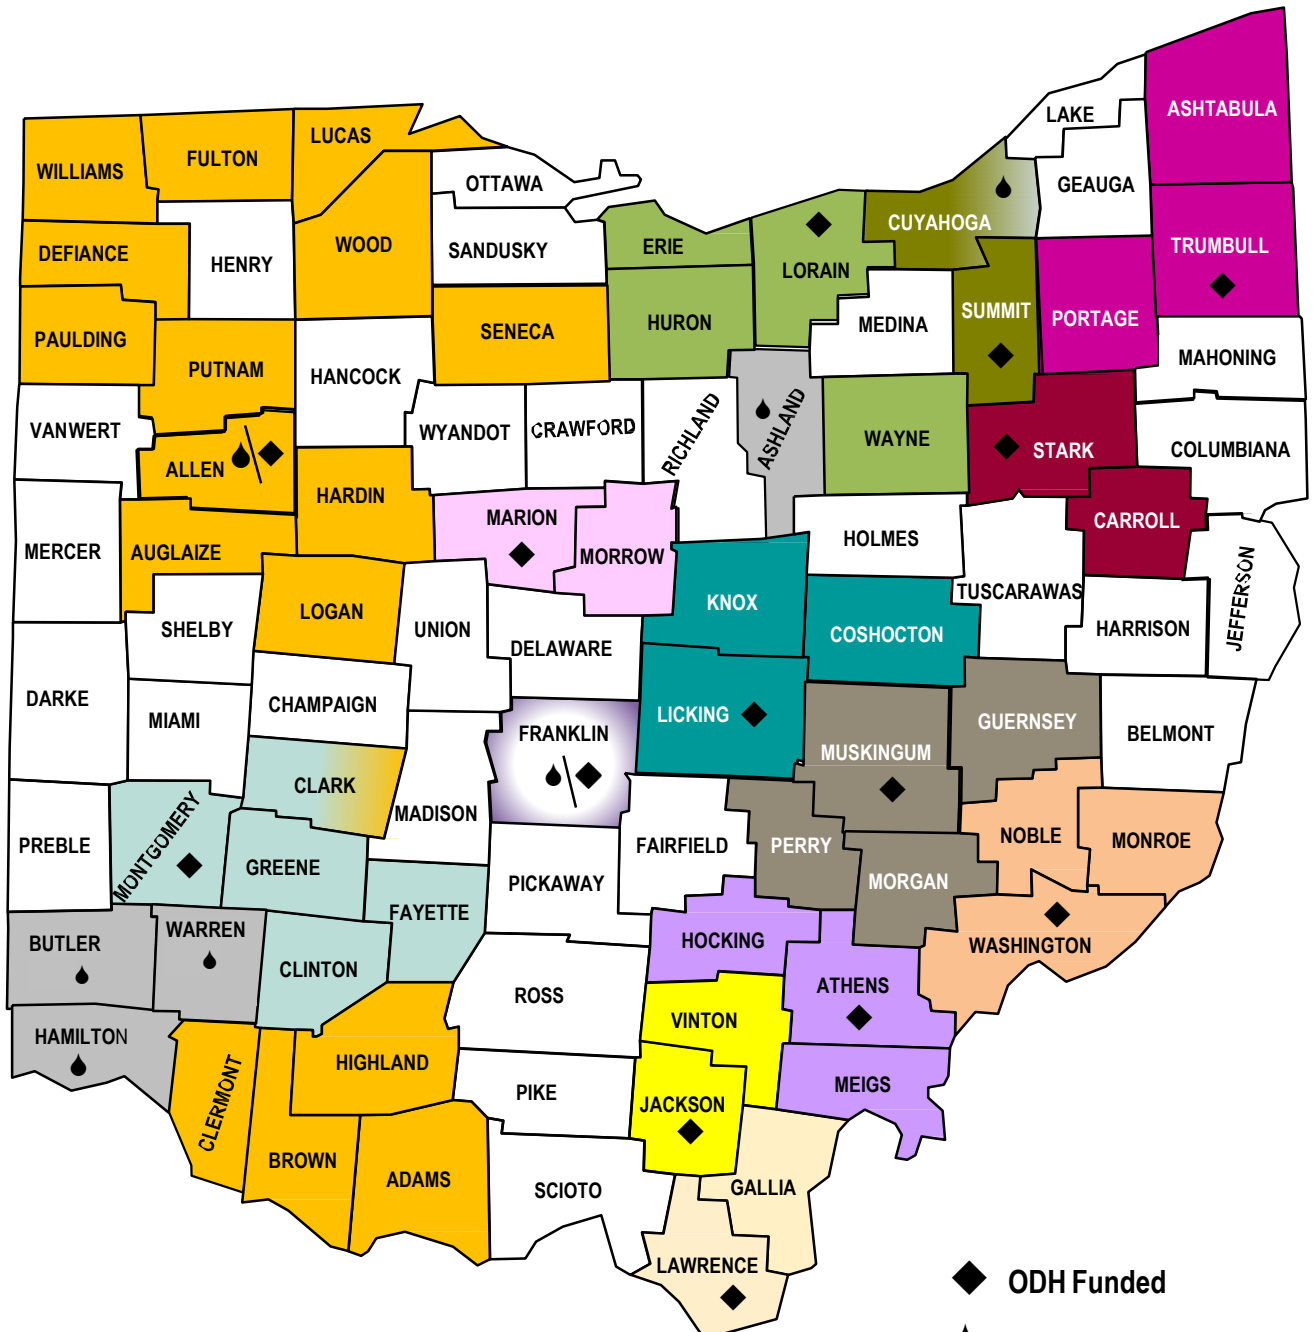 ASHTABULA
LAKE
LUCAS
FULTON
WILLIAMS
OTTAWA
GEAUGA
CUYAHOGA
TRUMBULL
WOOD
ERIE
SANDUSKY
DEFIANCE
HENRY
LORAIN
SUMMIT
PORTAGE
HURON
MEDINA
SENECA
PAULDING
MAHONING
PUTNAM
HANCOCK
VANWERT
WYANDOT
CRAWFORD
RICHLAND
ASHLAND
WAYNE
STARK
COLUMBIANA
ALLEN
HARDIN
MARION
CARROLL
MERCER
AUGLAIZE
MORROW
HOLMES
TUSCARAWAS
JEFFERSON
KNOX
LOGAN
UNION
SHELBY
COSHOCTON
HARRISON
DELAWARE
DARKE
MIAMI
CHAMPAIGN
LICKING
GUERNSEY
FRANKLIN
MUSKINGUM
BELMONT
CLARK
MADISON
NOBLE
MONROE
PREBLE
MONTGOMERY
FAIRFIELD
PERRY
GREENE
PICKAWAY
MORGAN
FAYETTE
WARREN
BUTLER
HOCKING
WASHINGTON
CLINTON
ATHENS
ROSS
VINTON
HAMILTON
HIGHLAND
MEIGS
PIKE
JACKSON
CLERMONT
BROWN
ADAMS
SCIOTO
GALLIA
LAWRENCE
ODH Funded